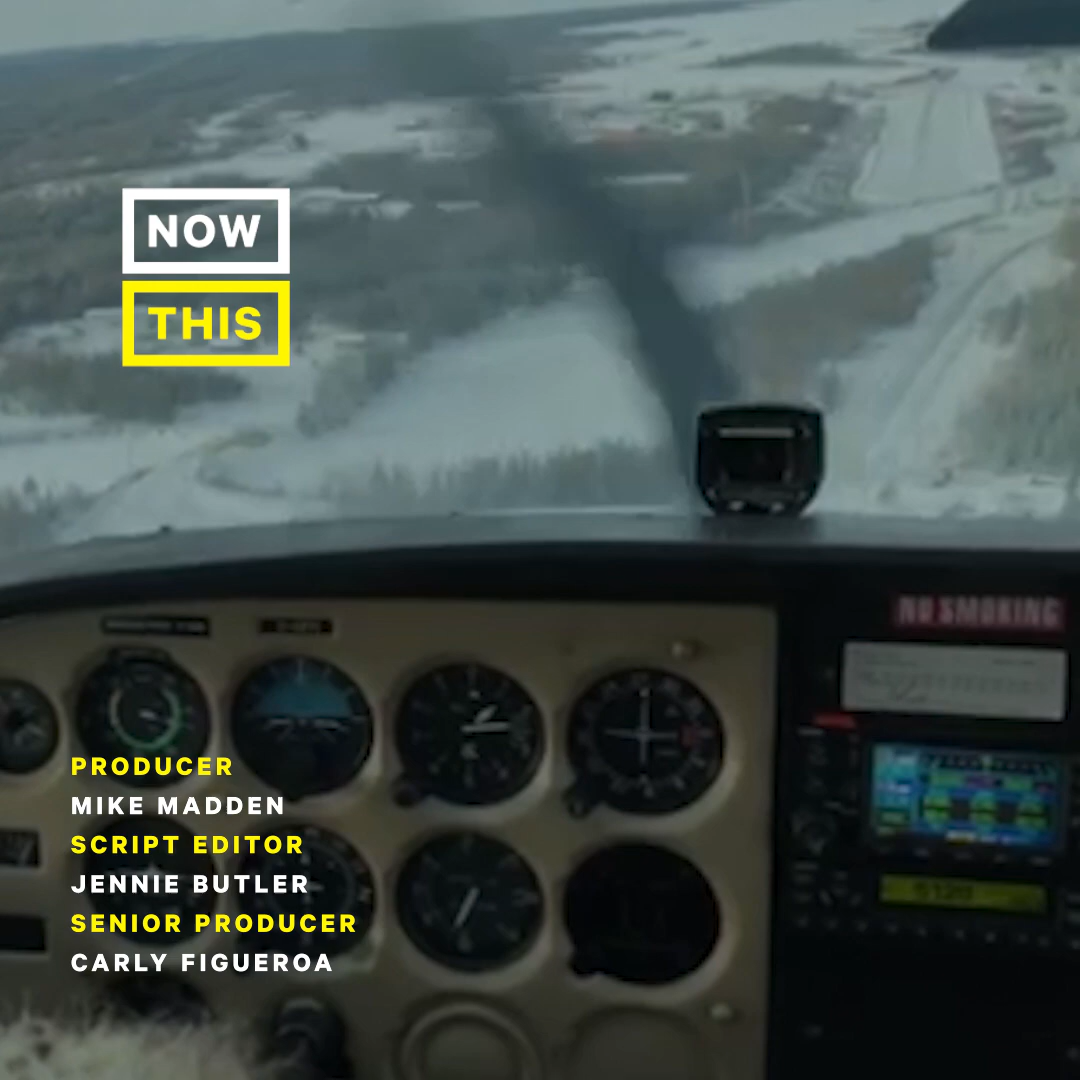 NOW
THIS
NO SMOKING
PRODUCER
MIKE MADDEN
SCRIPT EDITOR
JENNIE BUTLER
SENIOR PRODUCER
CARLY FIGUEROA